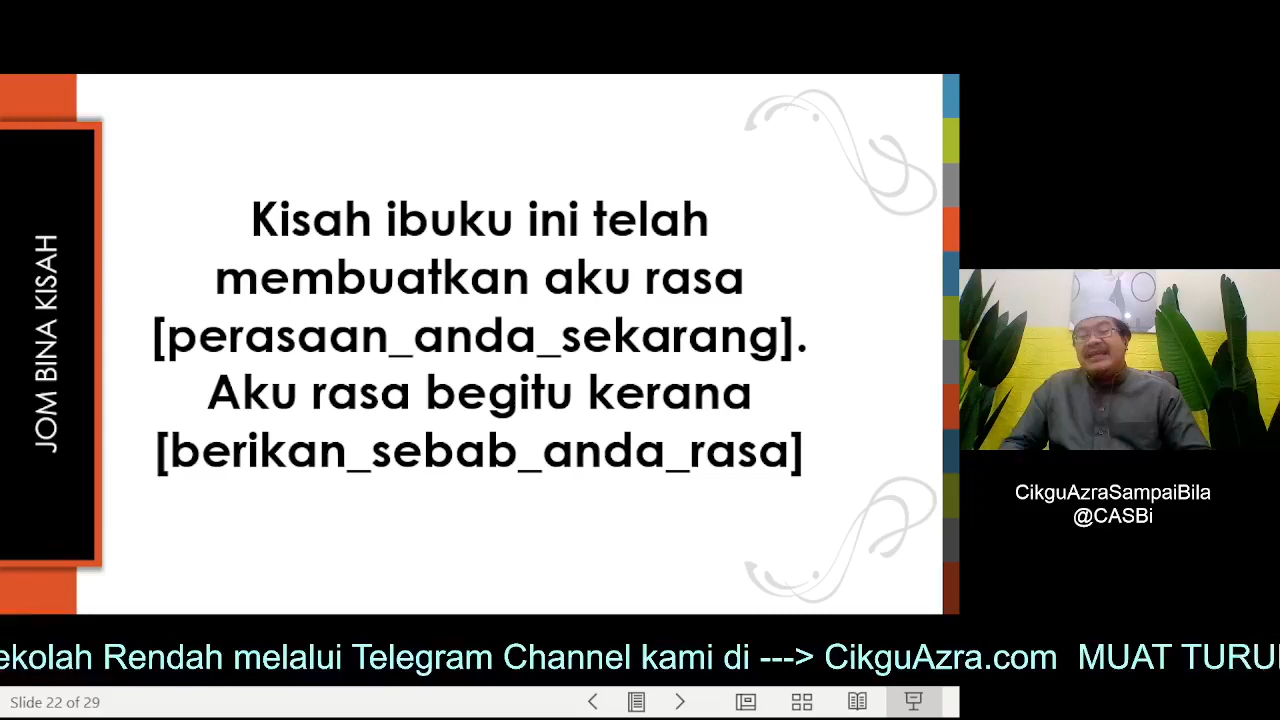 JOM BINA KISAH
Kisah ibuku ini telah
membuatkan aku rasa
[perasaan_anda_sekarang].
Aku rasa begitu kerana
[berikan_sebab_anda_rasa]
CikguAzraSampaiBila
@CASBi
ekolah Rendah melalui Telegram Channel kami di ---> CikguAzra.com MUAT TURU
Slide 22 of 29